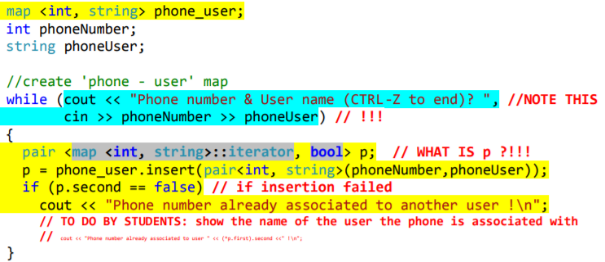 map <int, string> phone_user;
int phoneNumber;
string phoneUser;
//create 'phone - user' map
while (cout << "Phone number & User name (CTRL-Z to end)? ", //NOTE THIS
cin >> phoneNumber >> phoneUser) // !!!
{
pair <map <int, string>::iterator, bool> p; // WHAT IS p ?!!!
p = phone_user.insert(pair<int, string>(phoneNumber,phoneUser));
if (p.second == false) // if insertion failed
cout << "Phone number already associated to another user !\n";
// TO DO BY STUDENTS: show the name of the user the phone is associated with
// cout << "Phone number already associated to user " << (*p.first).second <<" !\n";
}